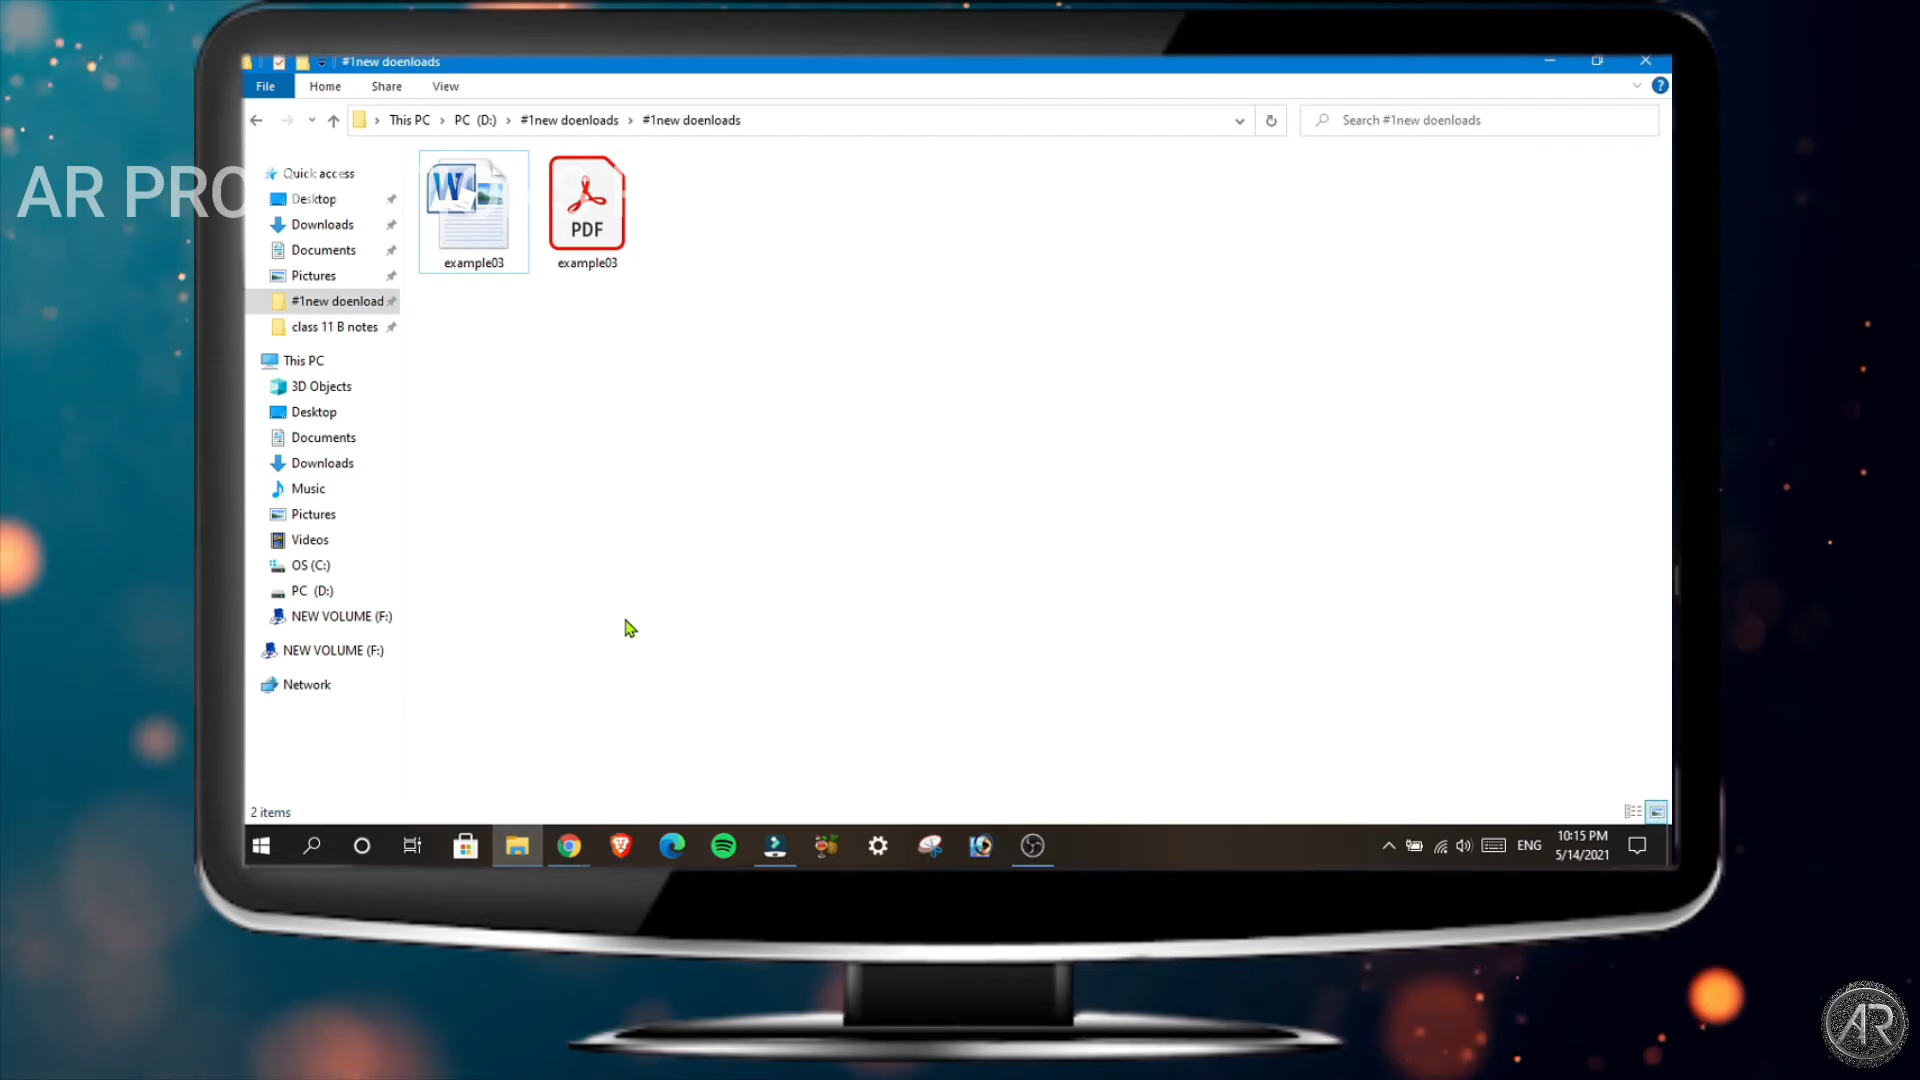 #1new doenloads
File Home Share View
This PC PC (D:) #1new doenloads #1new doenloads
Search #1new doenloads
AR PRO
Quick access
Desktop
Downloads
Documents
Pictures
#1new doenload
class 11 B notes
This PC
3D Objects
Desktop
Documents
Downloads
Music
Pictures
Videos
OS (C:)
PC (D:)
NEW VOLUME (F:)
NEW VOLUME (F:)
Network
W
PDF
example03 example03
2 items
ENG
10:15 PM
5/14/2021
AR